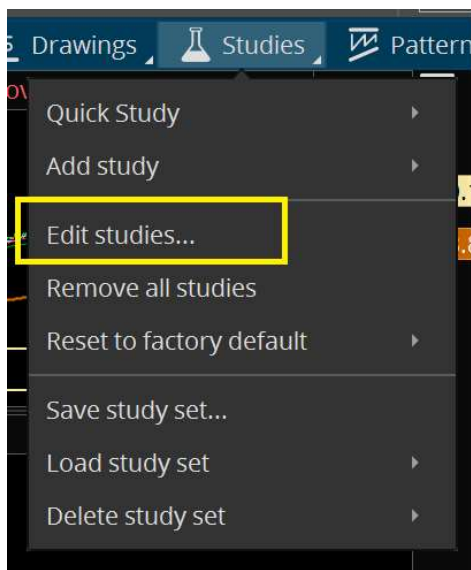 Drawings Studies Pattern
Quick Study
Add study
Edit studies...
Remove all studies
Reset to factory default
Save study set...
Load study set
Delete study set